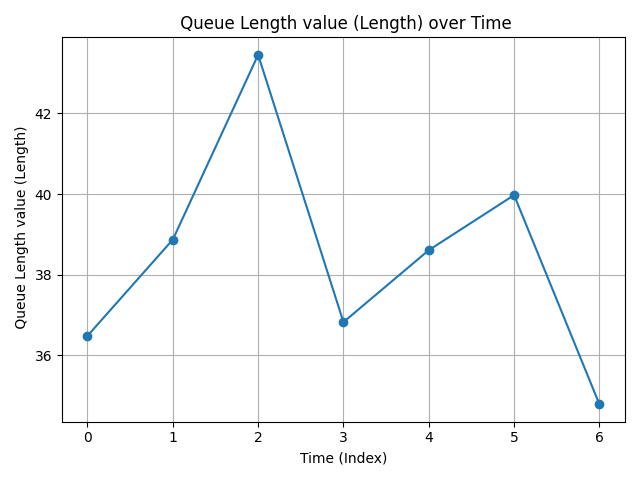 Queue Length value (Length) over Time
Queue Length value (Length)
42
40
38
36
0 1 2 3 4 5 6
Time (Index)